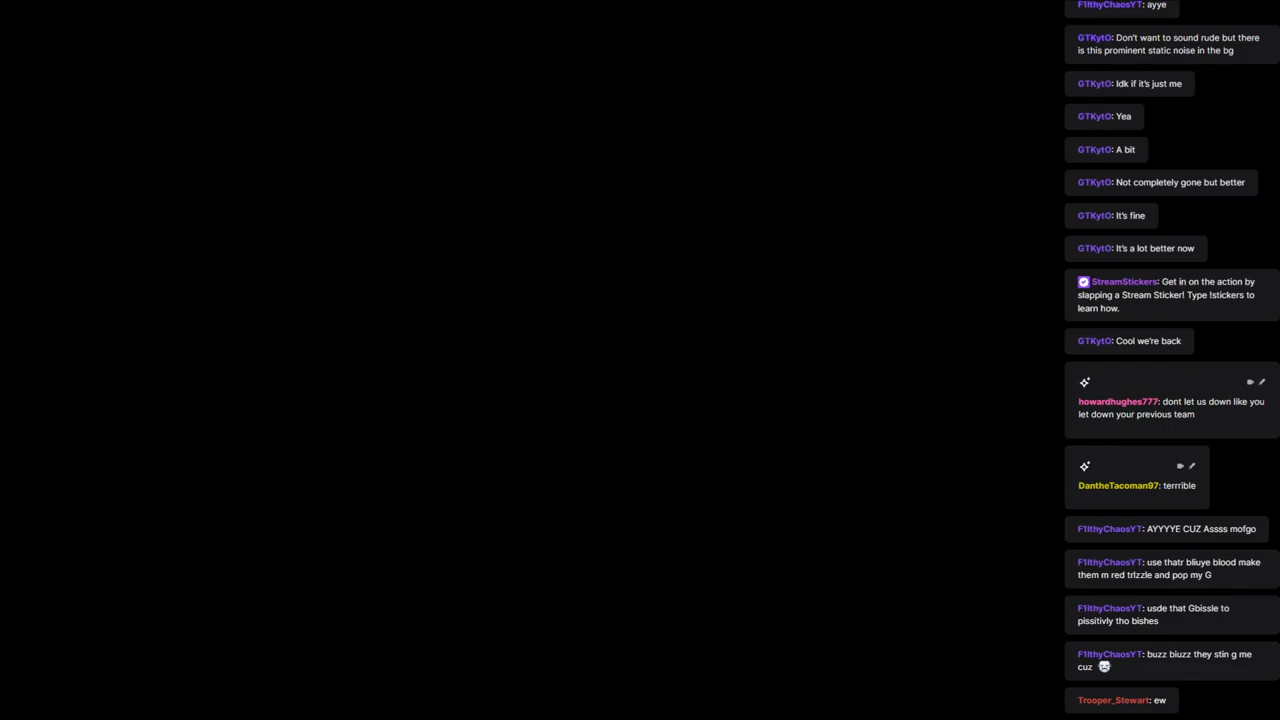 F1lthyChaosYT: ayye
GTKytO: Don't want to sound rude but there
is this prominent static noise in the bg
GTKytO: Idk if it's just me
GTKytO: Yea
GTKytO: A bit
GTKytO: Not completely gone but better
GTKytO: It's fine
GTKytO: It's a lot better now
StreamStickers: Get in on the action by
slapping a Stream Sticker! Type !stickers to
learn how.
GTKytO: Cool we're back
howardhughes777: dont let us down like you
let down your previous team
DantheTacoman97: terrrible
F1lthyChaosYT: AYYYYE CUZ Assss mofgo
F1lthyChaosYT: use thatr bliuye blood make
them m red trlzzle and pop my G
F1lthyChaosYT: usde that Gbissle to
pissitivly tho bishes
F1lthyChaosYT: buzz biuzz they stin g me
cuz
Trooper_Stewart: ew